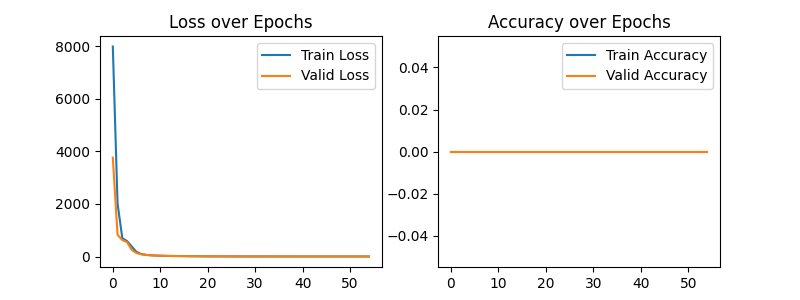 Loss over Epochs
8000
6000
4000
2000
0
0 10 20 30 40 50
Train Loss
Valid Loss
Accuracy over Epochs
0.04
0.02
0.00
−0.02
−0.04
0 10 20 30 40 50
Train Accuracy
Valid Accuracy